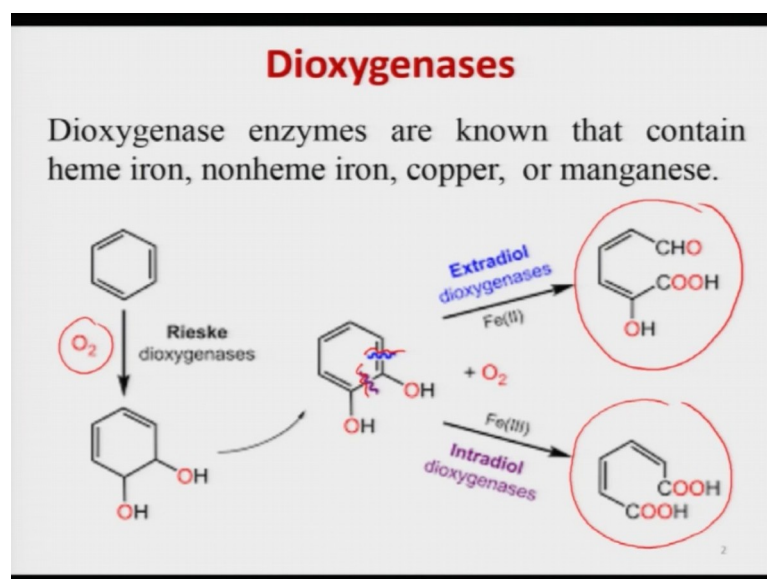 Dioxygenases
Dioxygenase enzymes are known that contain
heme iron, nonheme iron, copper, or manganese.
O2
Rieske
dioxygenases
OH
OH
OH
OH
Extradiol
dioxygenases
Fe(II)
+ O2
Fe(III)
Intradiol
dioxygenases
CHO
COOH
OH
COOH
COOH
2